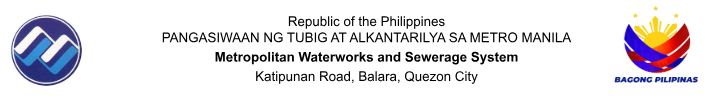 Republic of the Philippines
PANGASIWAAN NG TUBIG AT ALKANTARILYA SA METRO MANILA
Metropolitan Waterworks and Sewerage System
Katipunan Road, Balara, Quezon City
BAGONG PILIPINAS